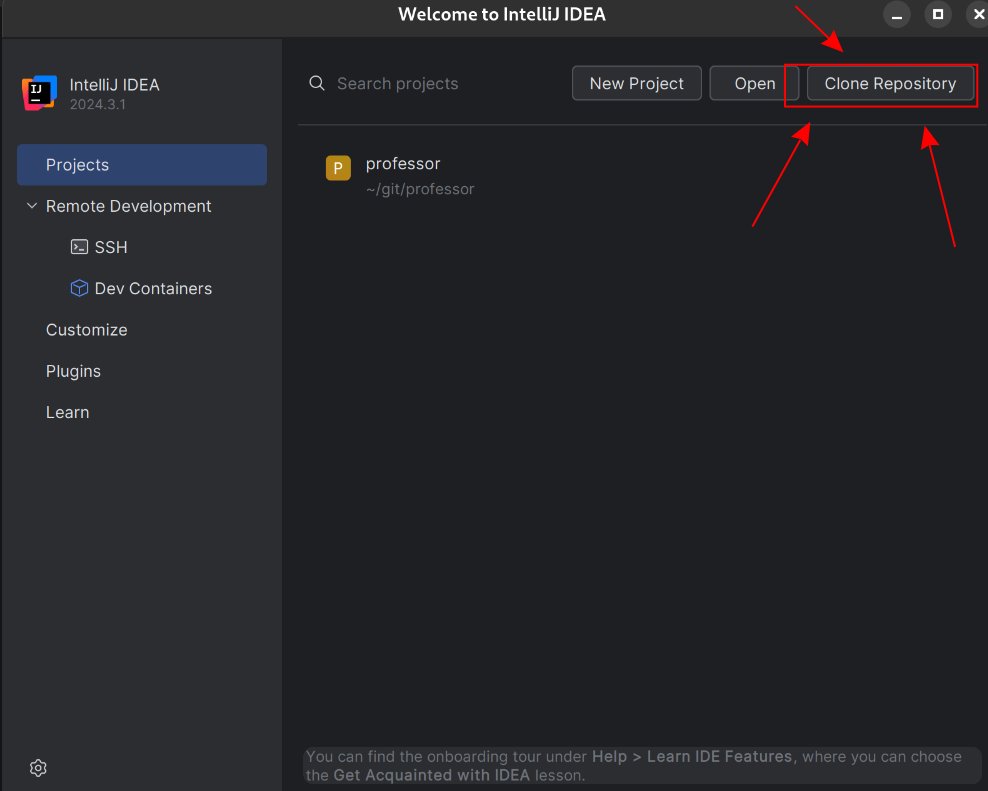 Welcome to IntelliJ IDEA
IJ
IntelliJ IDEA
2024.3.1
Search projects
New Project
Open
Clone Repository
Projects
Remote Development
SSH
Dev Containers
Customize
Plugins
Learn
P
professor
~/git/professor
You can find the onboarding tour under Help > Learn IDE Features, where you can choose
the Get Acquainted with IDEA lesson.